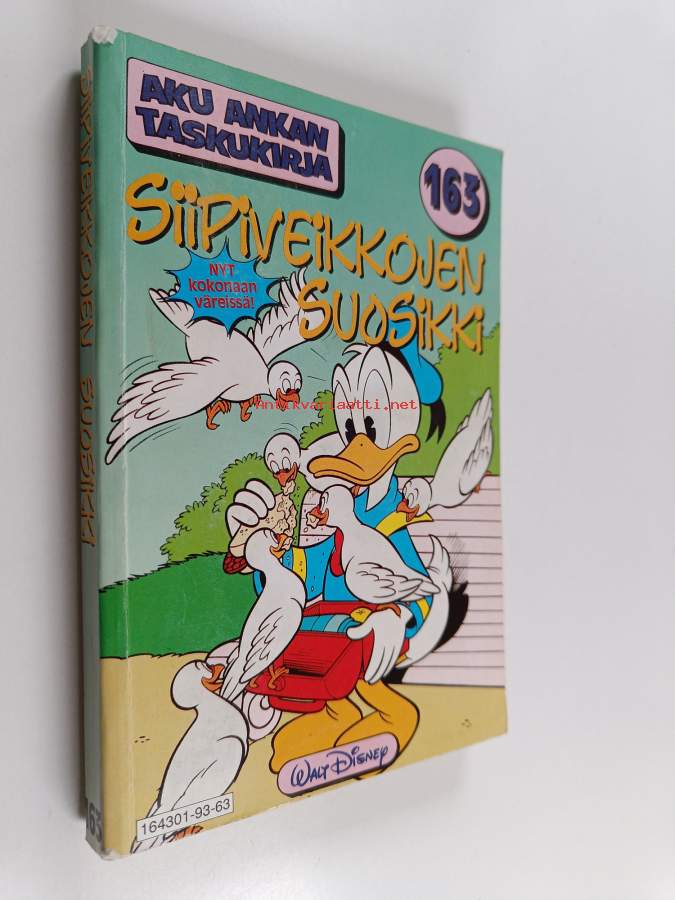 AKU ANKAN
TASKUKIRJA
163
SiiPiVEiKKOJEN
SUOSiKKi
NYT
kokonaan
väreissä!
Antikvariaatti.net
WALT DISNEY
164301-93-63
SiiPiVEiKKOJEN SUOSiKKi
163